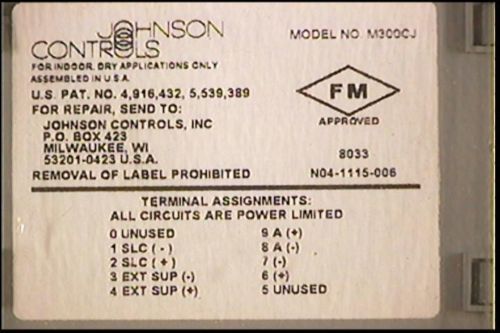 JOHNSON CONTROLS
MODEL NO. M300CJ
FOR INDOOR, DRY APPLICATIONS ONLY
ASSEMBLED IN U.S.A.
U.S. PAT. NO. 4,916,432, 5,539,389
FOR REPAIR, SEND TO:
JOHNSON CONTROLS, INC
P.O. BOX 423
MILWAUKEE, WI
53201-0423 U.S.A.
REMOVAL OF LABEL PROHIBITED
FM
APPROVED
8033
N04-1115-006
TERMINAL ASSIGNMENTS:
ALL CIRCUITS ARE POWER LIMITED
0 UNUSED
1 SLC (-)
2 SLC (+)
3 EXT SUP (-)
4 EXT SUP (+)
9 A (+)
8 A (-)
7 (-)
6 (+)
5 UNUSED